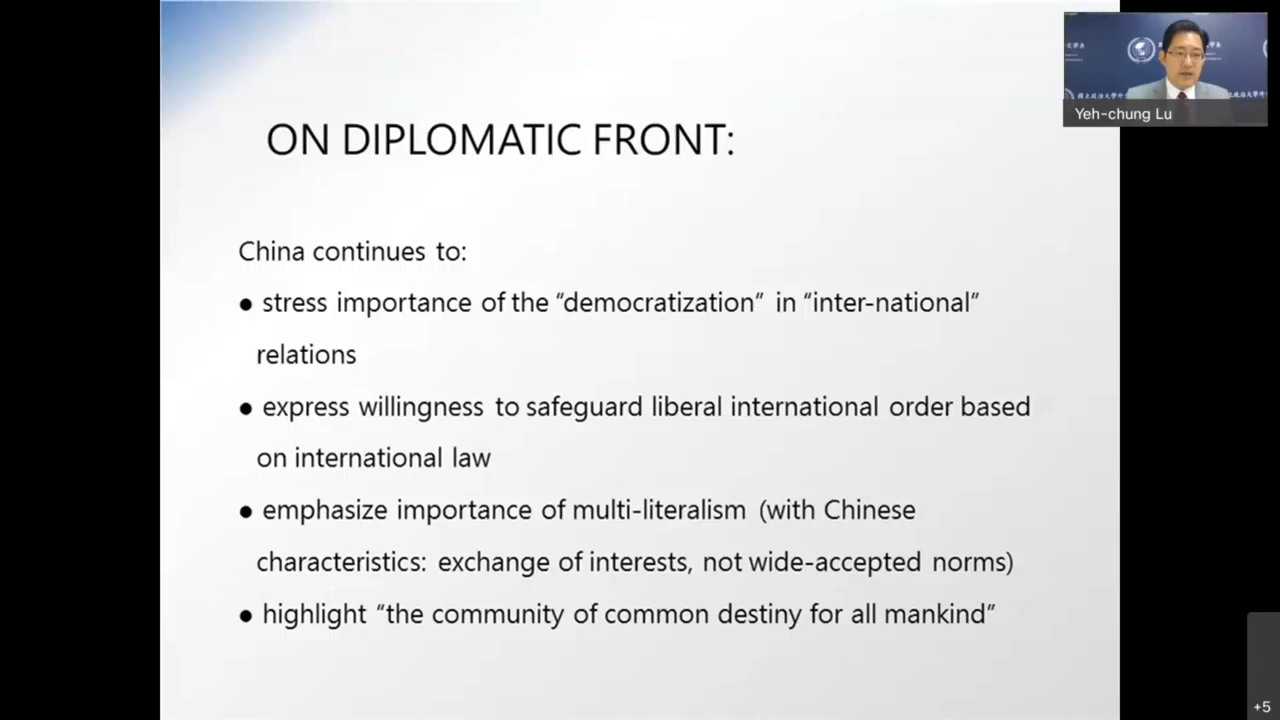 ON DIPLOMATIC FRONT:
China continues to:
● stress importance of the “democratization” in “inter-national”
relations
● express willingness to safeguard liberal international order based
on international law
● emphasize importance of multi-literalism (with Chinese
characteristics: exchange of interests, not wide-accepted norms)
● highlight “the community of common destiny for all mankind”
Yeh-chung Lu
+5